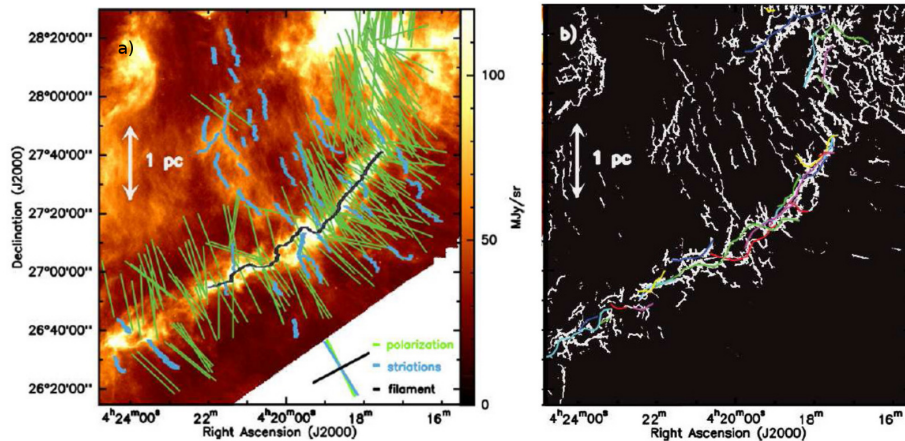 a)
28°20'00"
28°00'00"
27°40'00"
27°20'00"
27°00'00"
26°40'00"
26°20'00"
Declination (J2000)
1 pc
polarization
striations
filament
4ʰ24ᵐ00ˢ
22ᵐ
4ʰ20ᵐ00ˢ
18ᵐ
16ᵐ
Right Ascension (J2000)
100
50
0
MJy/sr
b)
1 pc
4ʰ24ᵐ00ˢ
22ᵐ
4ʰ20ᵐ00ˢ
18ᵐ
16ᵐ
Right Ascension (J2000)